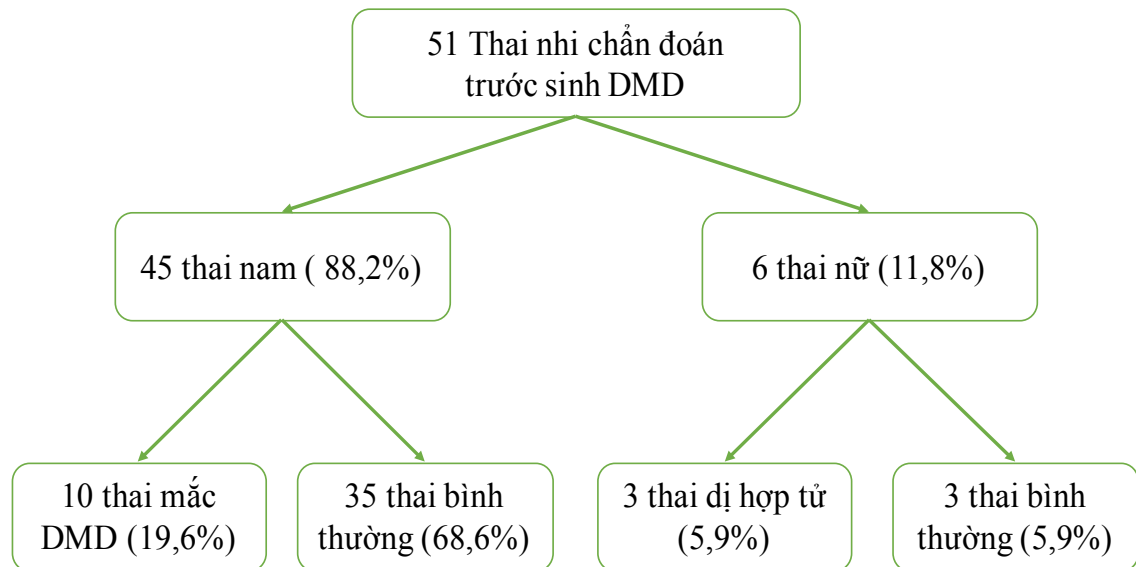 51 Thai nhi chẩn đoán
trước sinh DMD
45 thai nam ( 88,2%)
6 thai nữ (11,8%)
10 thai mắc
DMD (19,6%)
35 thai bình
thường (68,6%)
3 thai dị hợp tử
(5,9%)
3 thai bình
thường (5,9%)